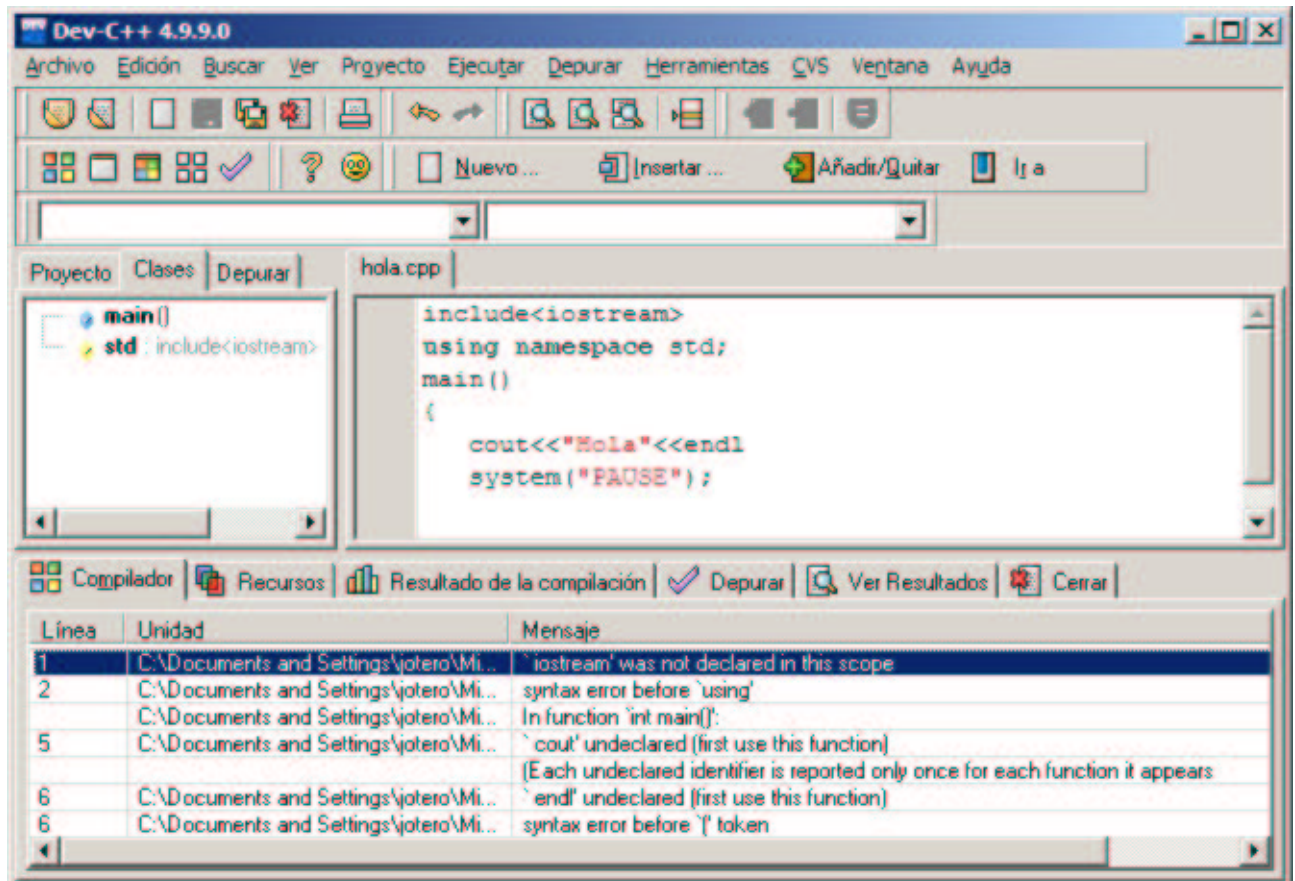 Dev-C++ 4.9.9.0
Archivo Edición Buscar Ver Proyecto Ejecutar Depurar Herramientas CVS Ventana Ayuda
Nuevo ... Insertar ... Añadir/Quitar Ir a
Proyecto Clases Depurar hola.cpp
main()
std : include<iostream>
include<iostream>
using namespace std;
main()
{
cout<<"Hola"<<endl
system("PAUSE");
Compilador Recursos Resultado de la compilación Depurar Ver Resultados Cerrar
Línea Unidad Mensaje
1 C:\Documents and Settings\jotero\Mi... `iostream' was not declared in this scope
2 C:\Documents and Settings\jotero\Mi... syntax error before `using'
C:\Documents and Settings\jotero\Mi... In function `int main()':
5 C:\Documents and Settings\jotero\Mi... `cout' undeclared (first use this function)
(Each undeclared identifier is reported only once for each function it appears
6 C:\Documents and Settings\jotero\Mi... `endl' undeclared (first use this function)
6 C:\Documents and Settings\jotero\Mi... syntax error before `(' token